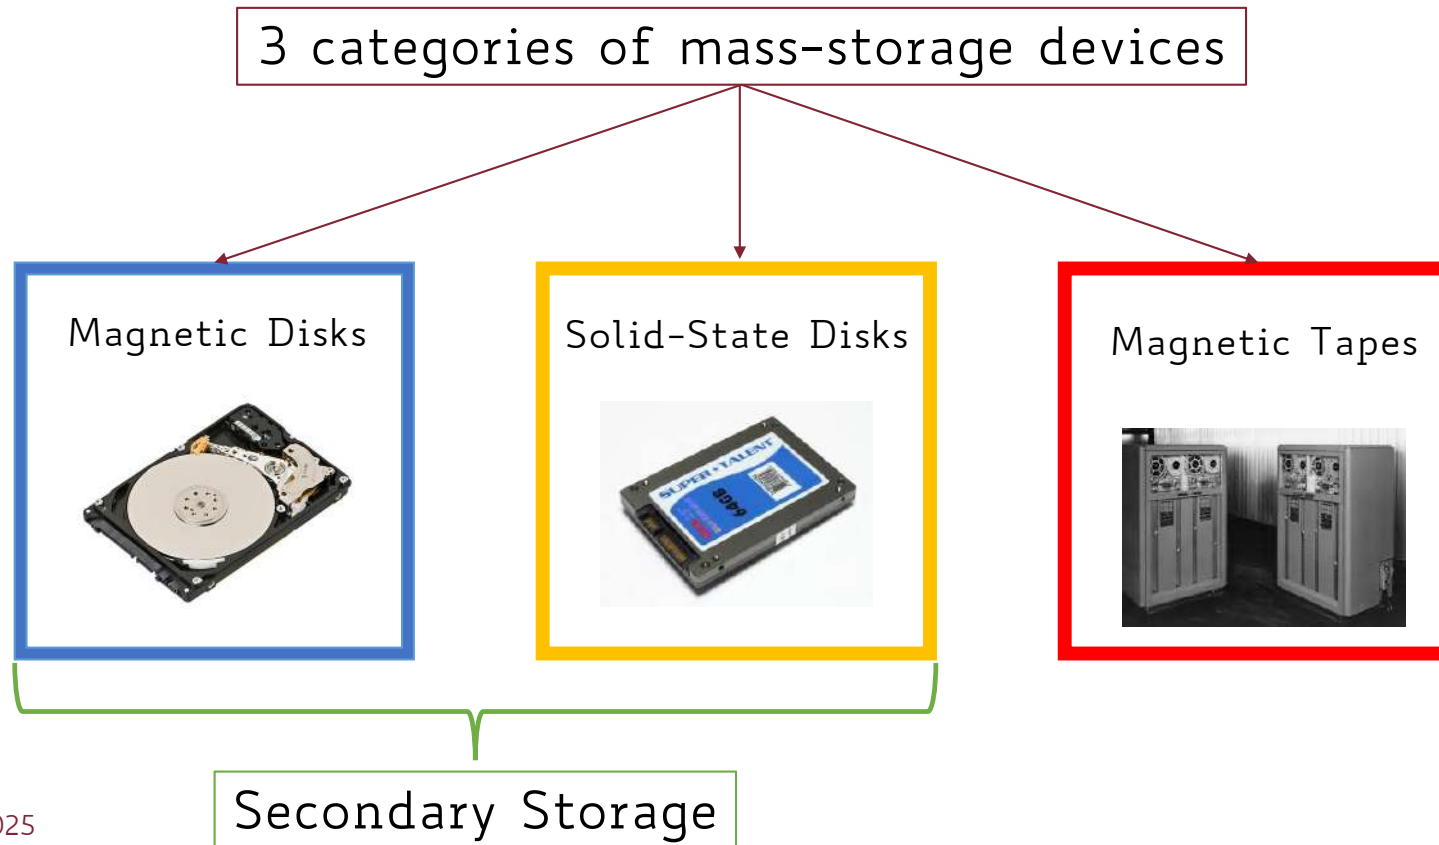 3 categories of mass-storage devices
Magnetic Disks
Solid-State Disks
Magnetic Tapes
SUPER★TALENT
64GB
Secondary Storage
025